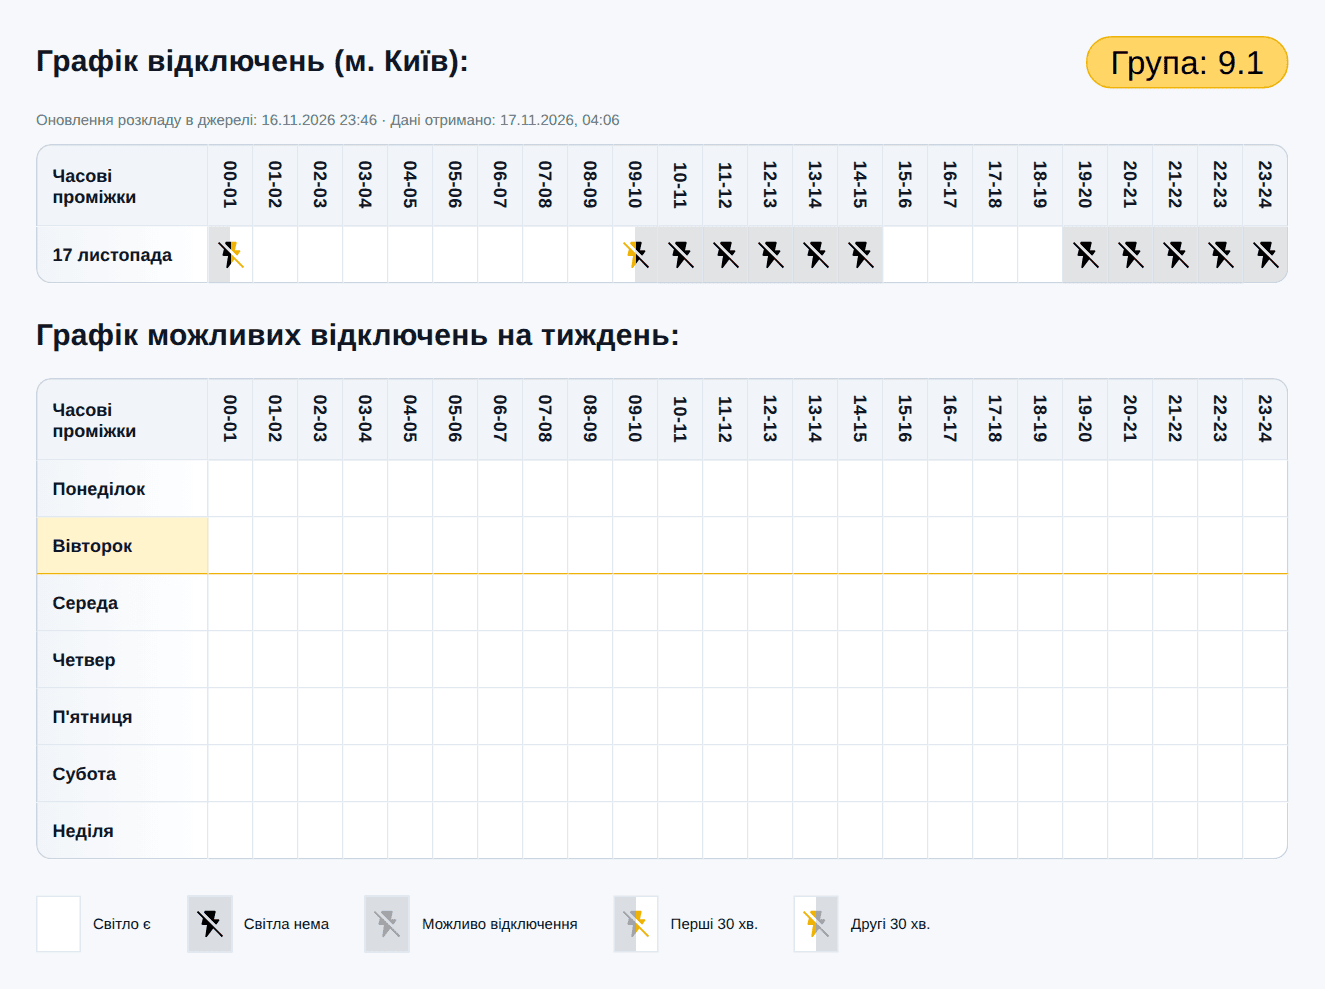 Графік відключень (м. Київ):
Група: 9.1
Оновлення розкладу в джерелі: 16.11.2026 23:46 · Дані отримано: 17.11.2026, 04:06
Часові проміжки 00-01 01-02 02-03 03-04 04-05 05-06 06-07 07-08 08-09 09-10 10-11 11-12 12-13 13-14 14-15 15-16 16-17 17-18 18-19 19-20 20-21 21-22 22-23 23-24
17 листопада
Графік можливих відключень на тиждень:
Часові проміжки 00-01 01-02 02-03 03-04 04-05 05-06 06-07 07-08 08-09 09-10 10-11 11-12 12-13 13-14 14-15 15-16 16-17 17-18 18-19 19-20 20-21 21-22 22-23 23-24
Понеділок
Вівторок
Середа
Четвер
П'ятниця
Субота
Неділя
Світло є Світла нема Можливо відключення Перші 30 хв. Другі 30 хв.